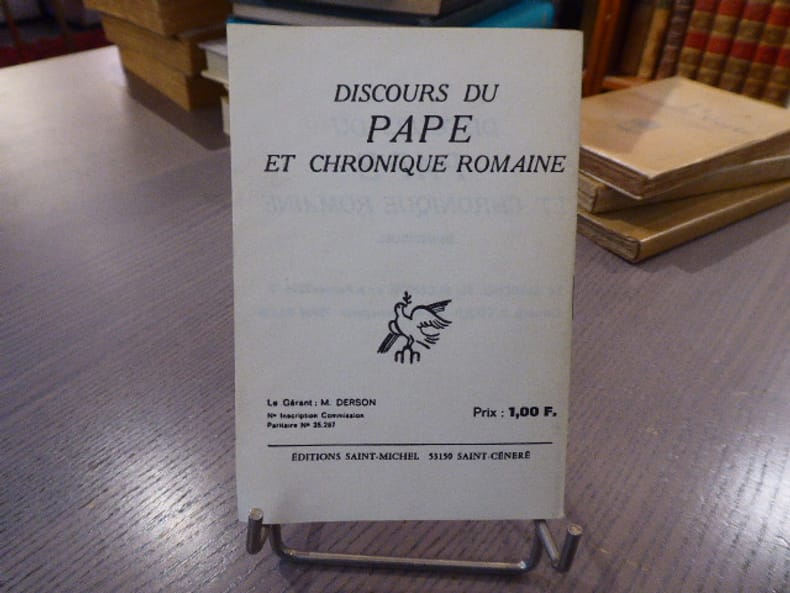 DISCOURS DU
PAPE
ET CHRONIQUE ROMAINE
Le Gérant : M. DERSON
Nº Inscription Commission
Paritaire Nº 35.287
Prix : 1,00 F.
ÉDITIONS SAINT-MICHEL 53150 SAINT-CÉNERÉ